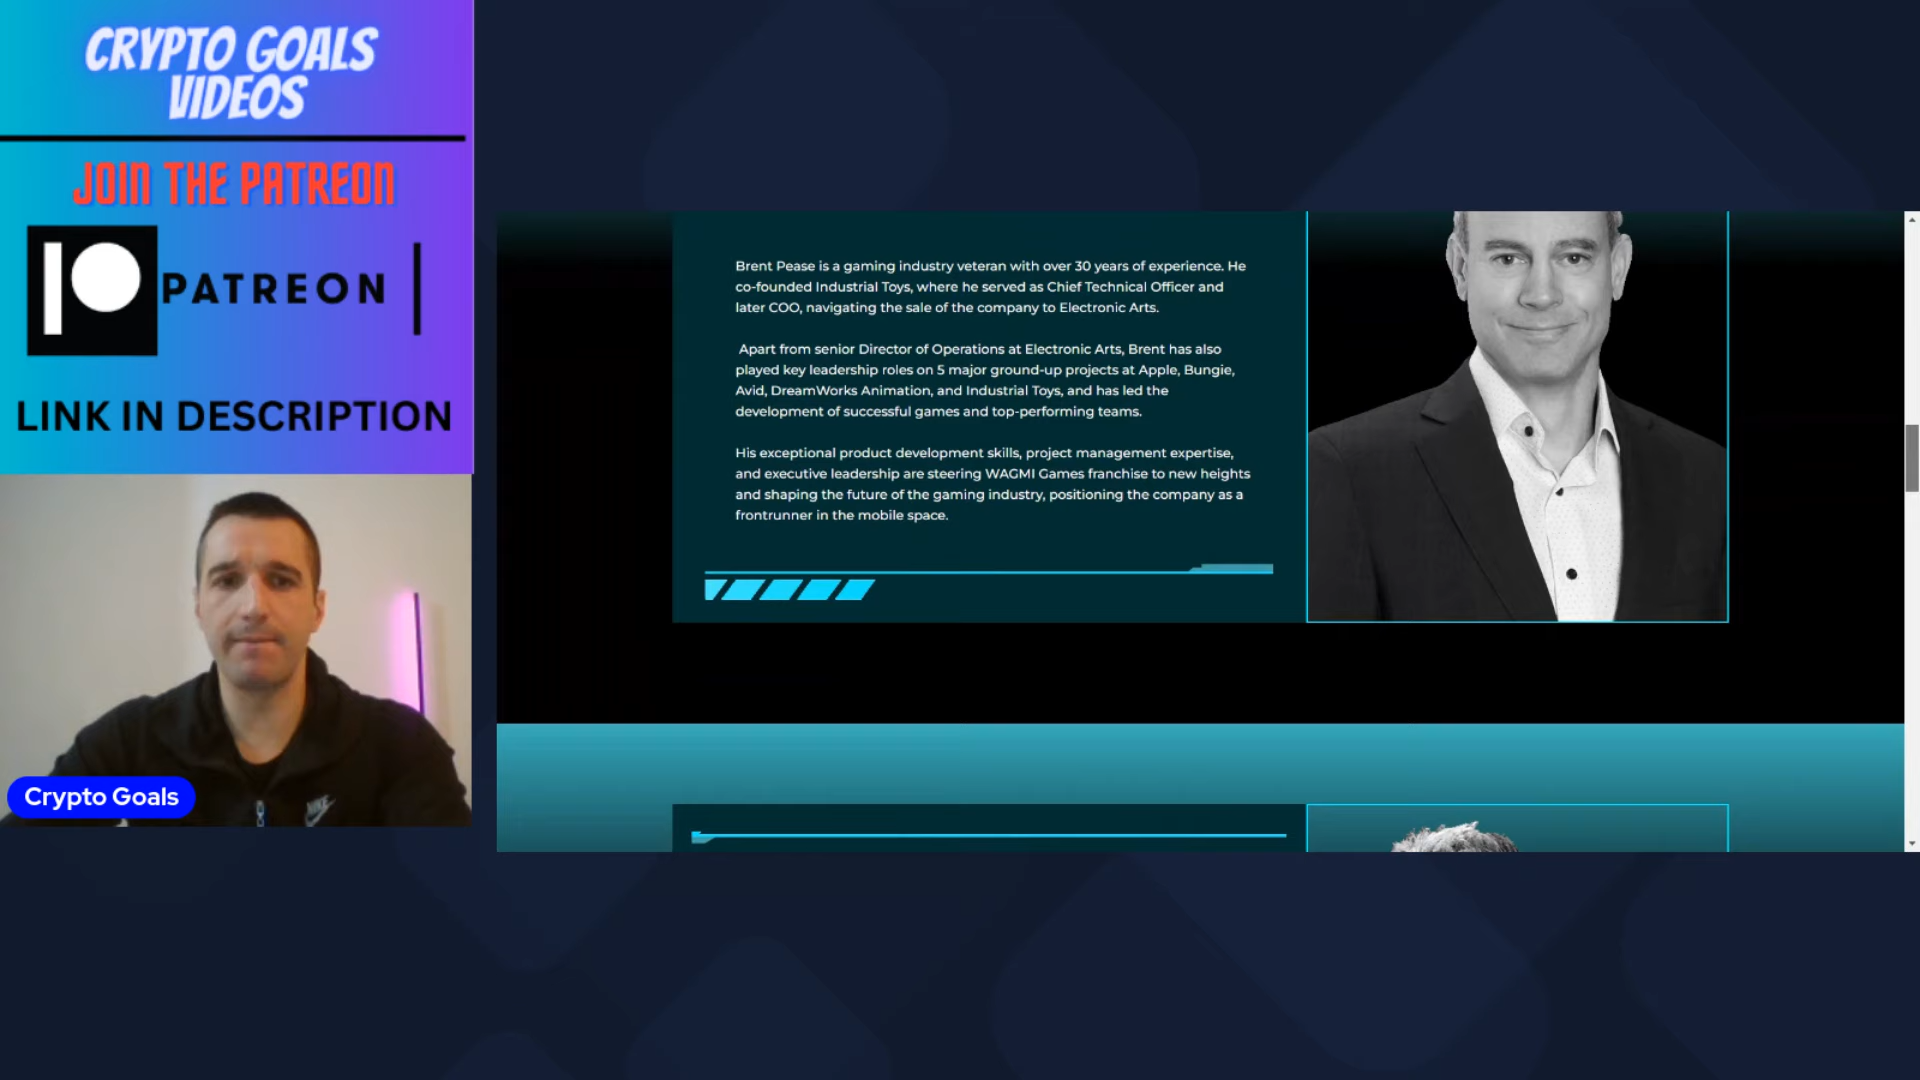 CRYPTO GOALS
VIDEOS
JOIN THE PATREON
PATREON
LINK IN DESCRIPTION
Crypto Goals
NIKE
Brent Pease is a gaming industry veteran with over 30 years of experience. He
co-founded Industrial Toys, where he served as Chief Technical Officer and
later COO, navigating the sale of the company to Electronic Arts.
Apart from senior Director of Operations at Electronic Arts, Brent has also
played key leadership roles on 5 major ground-up projects at Apple, Bungie,
Avid, DreamWorks Animation, and Industrial Toys, and has led the
development of successful games and top-performing teams.
His exceptional product development skills, project management expertise,
and executive leadership are steering WAGMI Games franchise to new heights
and shaping the future of the gaming industry, positioning the company as a
frontrunner in the mobile space.